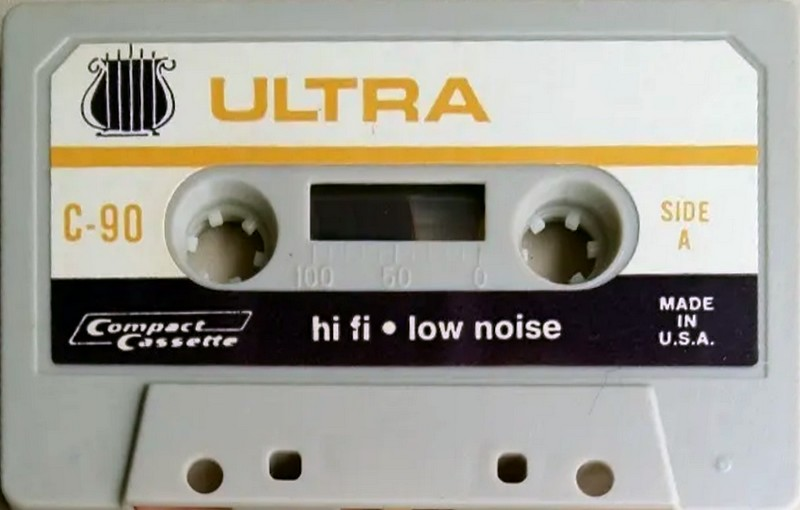 ULTRA
C-90
SIDE
A
100 50 0
Compact
Cassette
hi fi • low noise
MADE
IN
U.S.A.